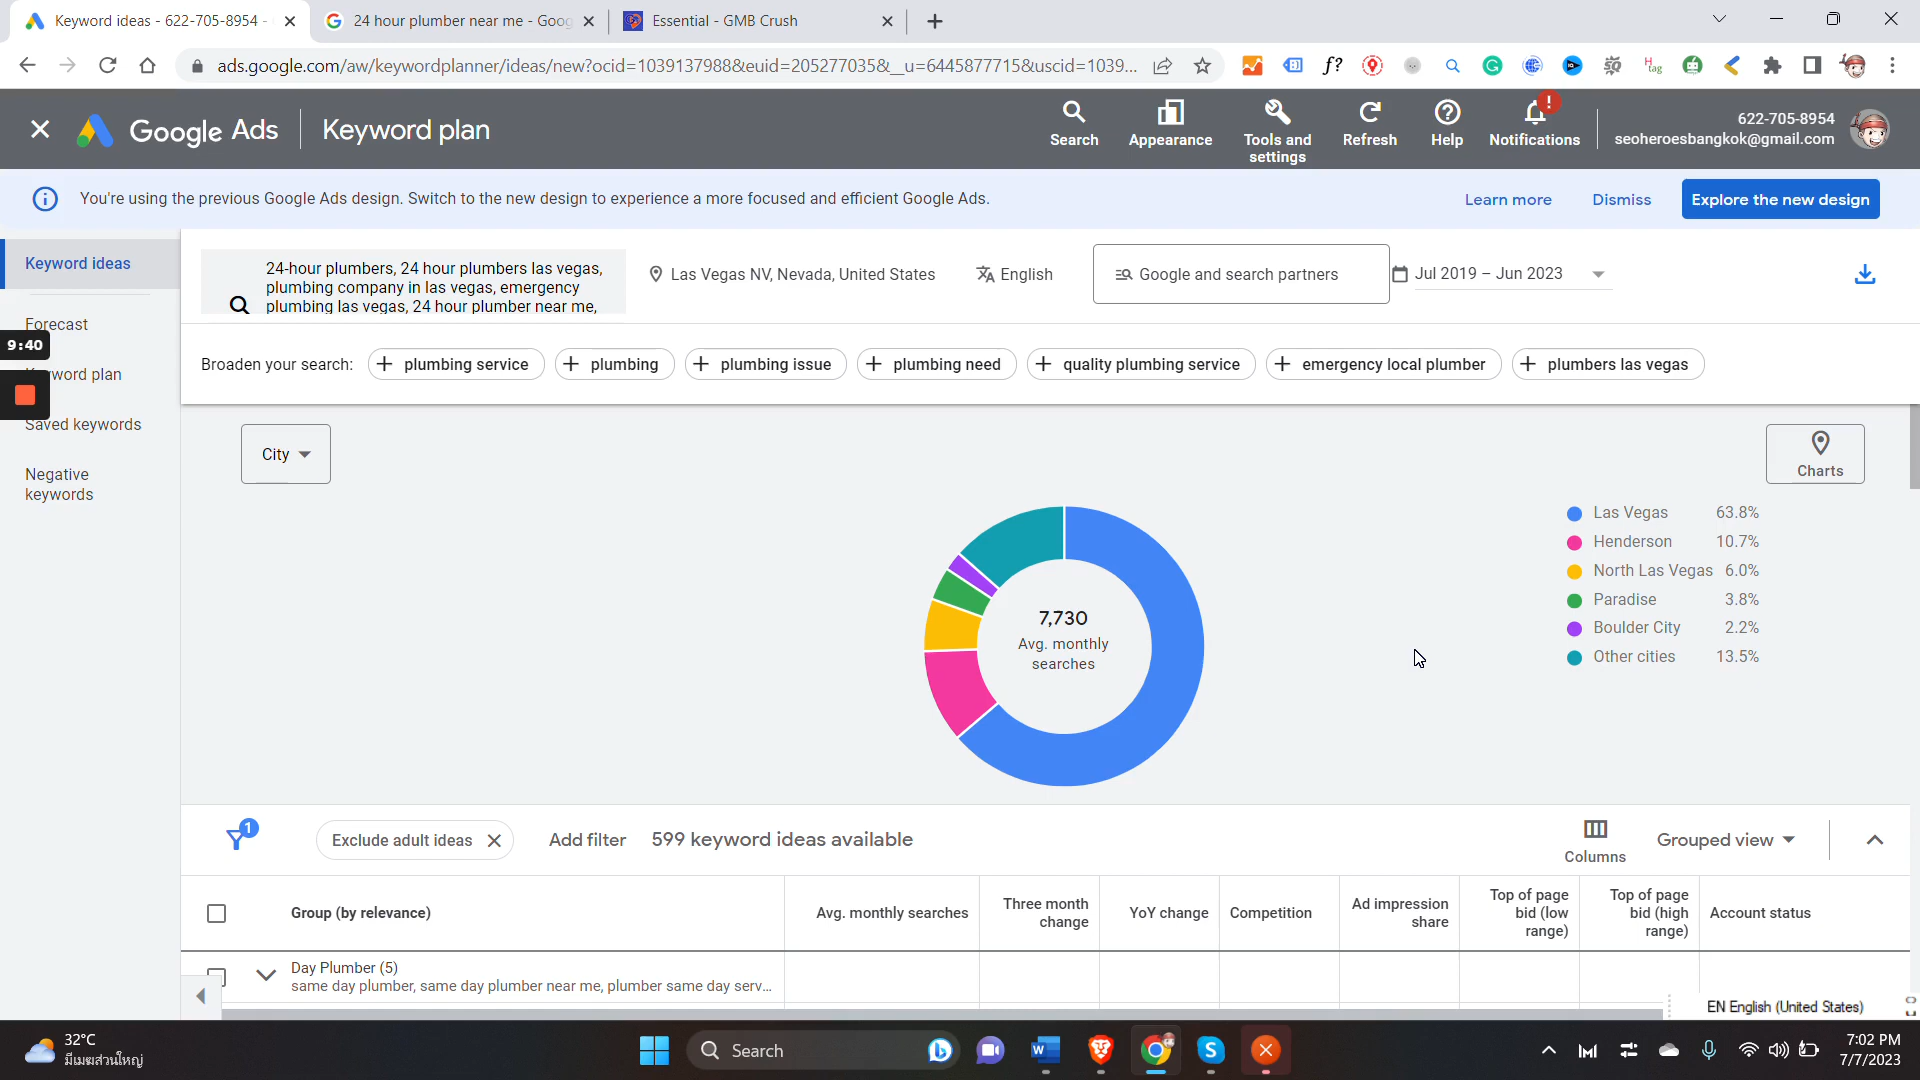 Keyword ideas - 622-705-8954 -
24 hour plumber near me - Goog
Essential - GMB Crush
ads.google.com/aw/keywordplanner/ideas/new?ocid=1039137988&euid=205277035&__u=6445877715&uscid=1039...
Google Ads
Keyword plan
Search
Appearance
Tools and
settings
Refresh
Help
Notifications
622-705-8954
seoheroesbangkok@gmail.com
You're using the previous Google Ads design. Switch to the new design to experience a more focused and efficient Google Ads.
Learn more
Dismiss
Explore the new design
Keyword ideas
Forecast
9:40
word plan
Saved keywords
Negative
keywords
24-hour plumbers, 24 hour plumbers las vegas,
plumbing company in las vegas, emergency
plumbing las vegas, 24 hour plumber near me,
Las Vegas NV, Nevada, United States
English
Google and search partners
Jul 2019 – Jun 2023
Broaden your search:
plumbing service
plumbing
plumbing issue
plumbing need
quality plumbing service
emergency local plumber
plumbers las vegas
City
Charts
7,730
Avg. monthly
searches
Las Vegas 63.8%
Henderson 10.7%
North Las Vegas 6.0%
Paradise 3.8%
Boulder City 2.2%
Other cities 13.5%
1
Exclude adult ideas
Add filter
599 keyword ideas available
Columns
Grouped view
Group (by relevance)
Avg. monthly searches
Three month
change
YoY change
Competition
Ad impression
share
Top of page
bid (low
range)
Top of page
bid (high
range)
Account status
Day Plumber (5)
same day plumber, same day plumber near me, plumber same day serv...
EN English (United States)
32°C
มีเมฆส่วนใหญ่
Search
7:02 PM
7/7/2023